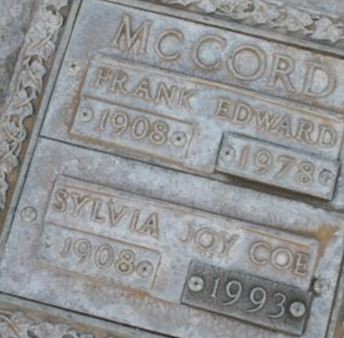 MCCORD
FRANK EDWARD
1908 1978
SYLVIA JOY COE
1908 1993